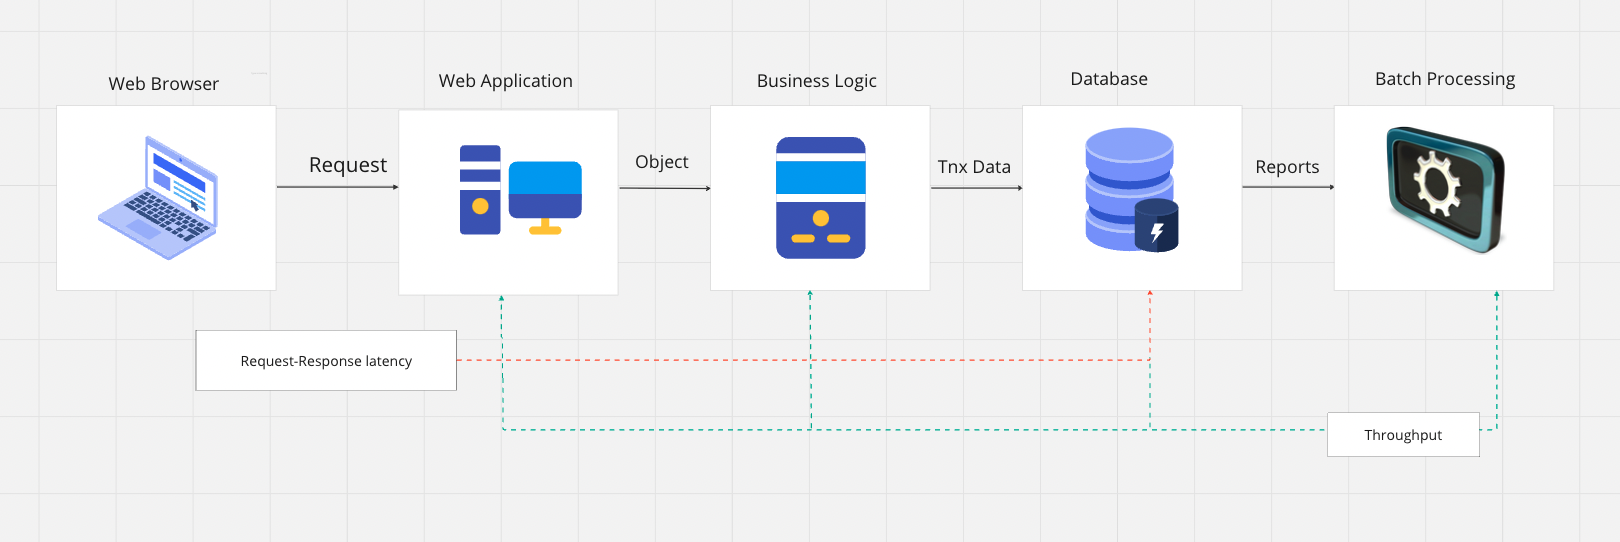 Web Browser
Web Application
Business Logic
Database
Batch Processing
Request
Object
Tnx Data
Reports
Request-Response latency
Throughput